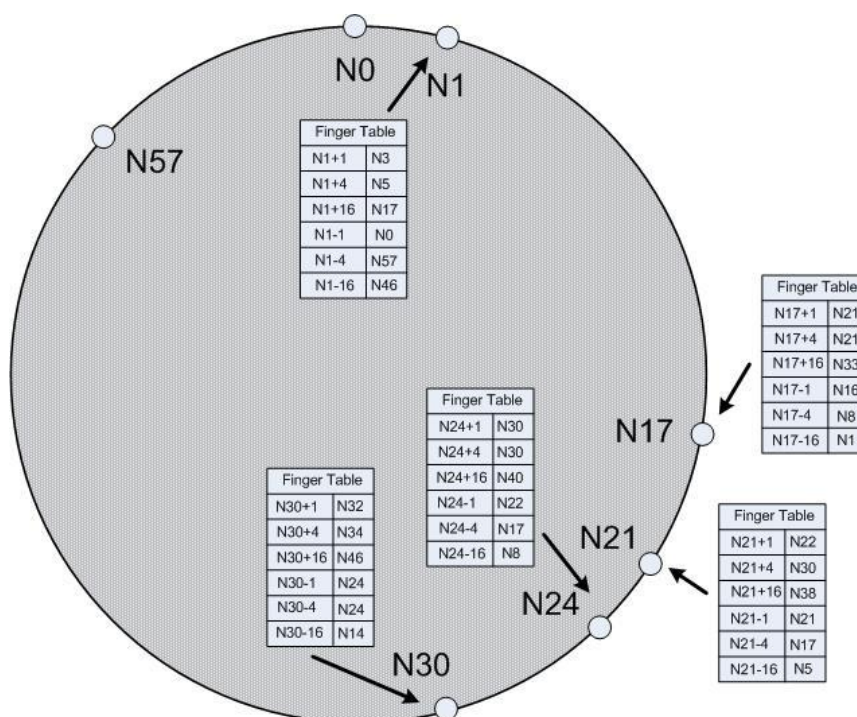 N0
N1
N57
Finger Table
N1+1 N3
N1+4 N5
N1+16 N17
N1-1 N0
N1-4 N57
N1-16 N46
Finger Table
N17+1 N21
N17+4 N21
N17+16 N33
N17-1 N16
N17-4 N8
N17-16 N1
N17
Finger Table
N24+1 N30
N24+4 N30
N24+16 N40
N24-1 N22
N24-4 N17
N24-16 N8
N21
N24
Finger Table
N30+1 N32
N30+4 N34
N30+16 N46
N30-1 N24
N30-4 N24
N30-16 N14
N30
Finger Table
N21+1 N22
N21+4 N30
N21+16 N38
N21-1 N21
N21-4 N17
N21-16 N5